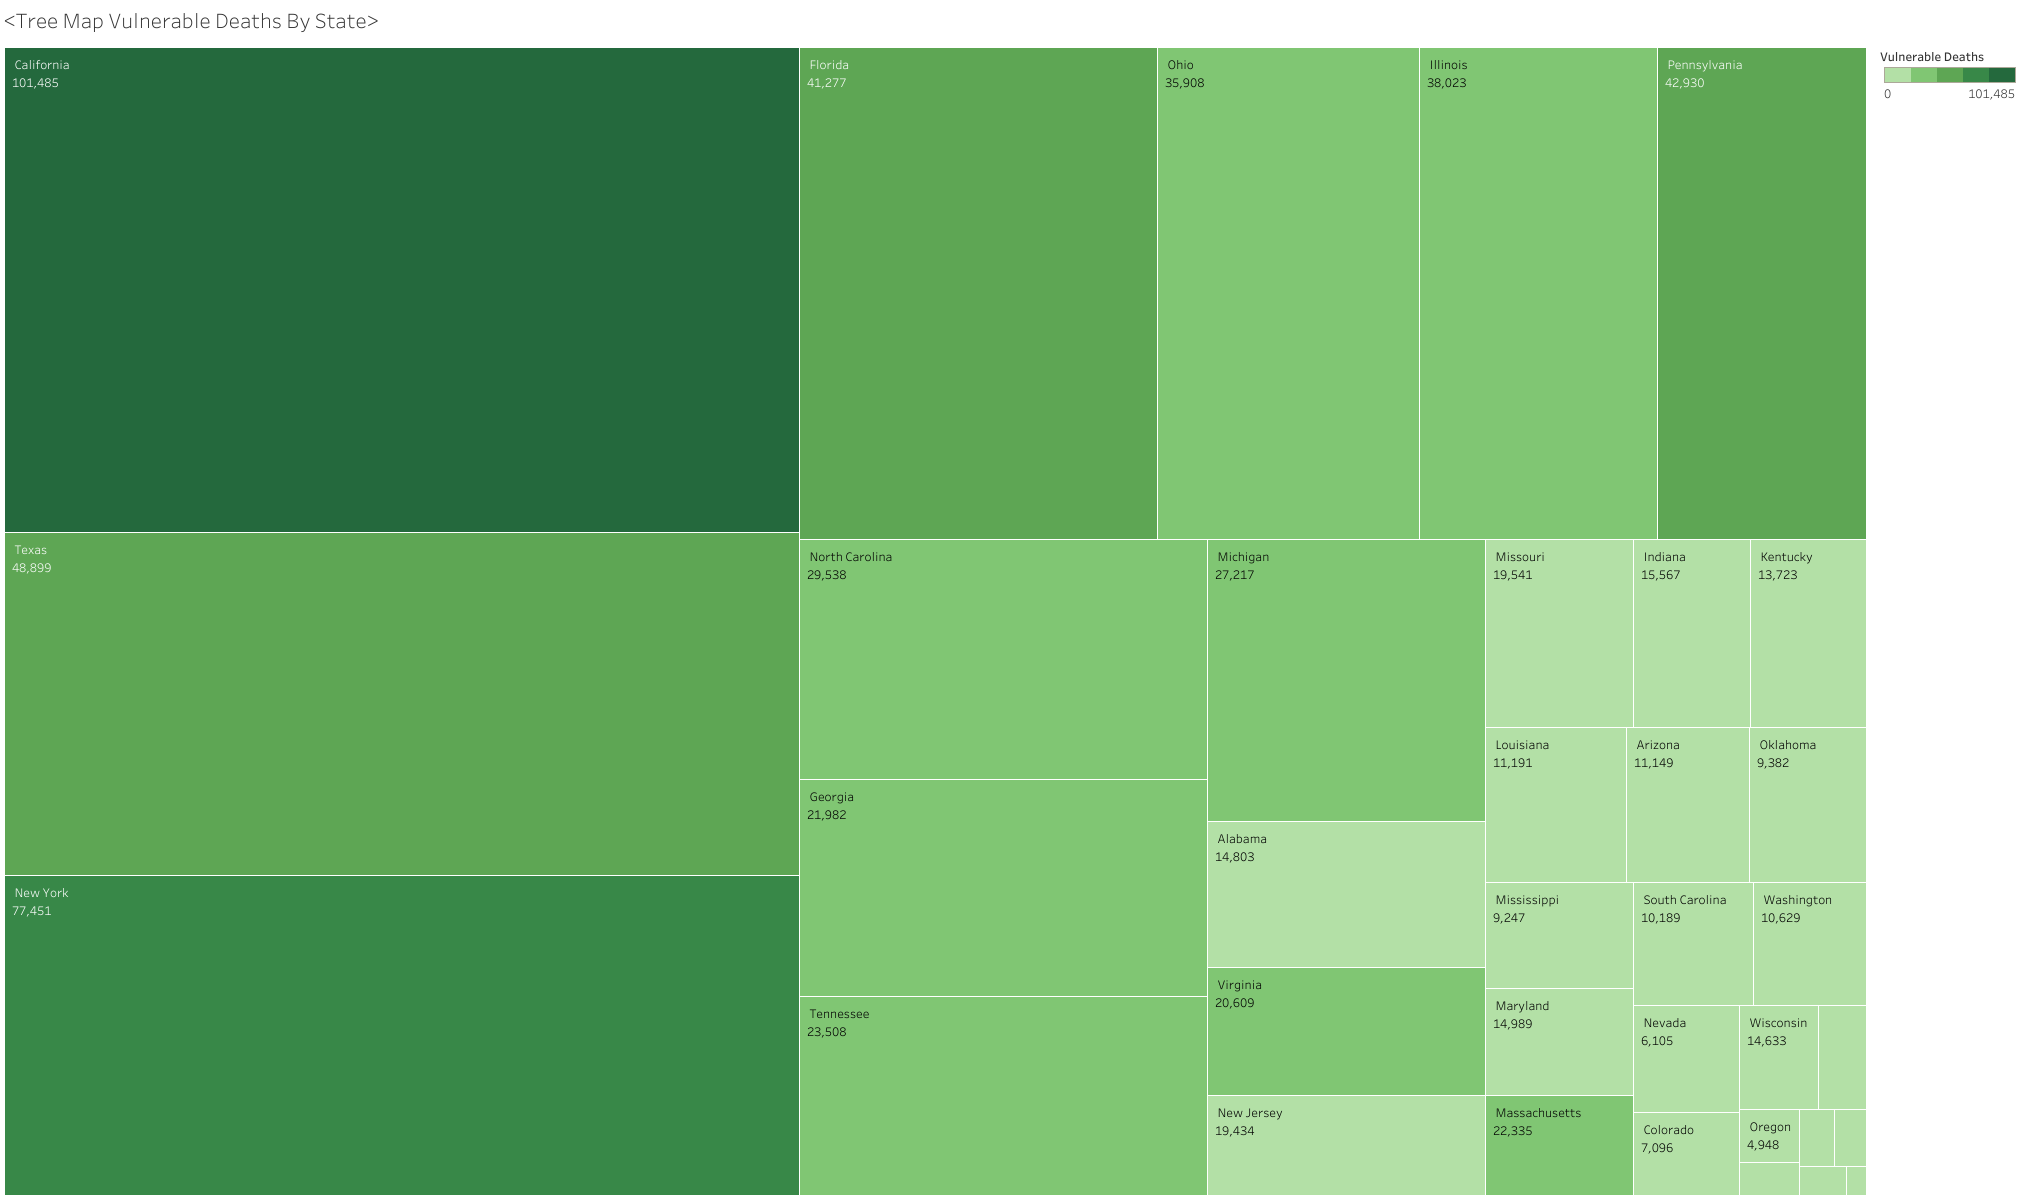 <Tree Map Vulnerable Deaths By State>
California
101,485
Florida
41,277
Ohio
35,908
Illinois
38,023
Pennsylvania
42,930
Vulnerable Deaths
0
101,485
Texas
48,899
New York
77,451
North Carolina
29,538
Georgia
21,982
Tennessee
23,508
Michigan
27,217
Alabama
14,803
Virginia
20,609
New Jersey
19,434
Missouri
19,541
Indiana
15,567
Kentucky
13,723
Louisiana
11,191
Arizona
11,149
Oklahoma
9,382
Mississippi
9,247
South Carolina
10,189
Washington
10,629
Maryland
14,989
Massachusetts
22,335
Nevada
6,105
Wisconsin
14,633
Colorado
7,096
Oregon
4,948